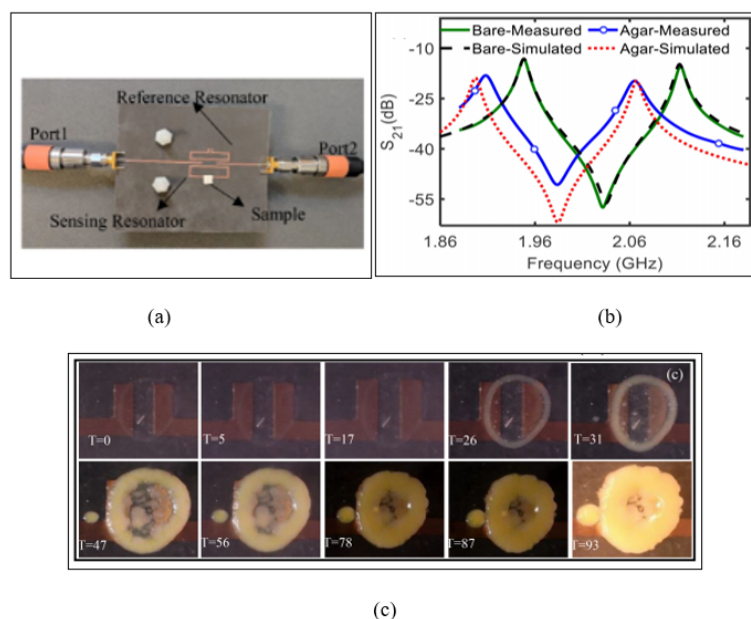 (b)
Reference Resonator
Port1
Port2
Sensing Resonator
Sample
Bare-Measured
Agar-Measured
Bare-Simulated
Agar-Simulated
-10
-25
-40
-55
S21(dB)
1.86
1.96
2.06
2.16
Frequency (GHz)
(a)
(b)
(c)
T=0
T=5
T=17
T=26
T=31
T=47
T=56
T=78
T=87
T=93
(c)